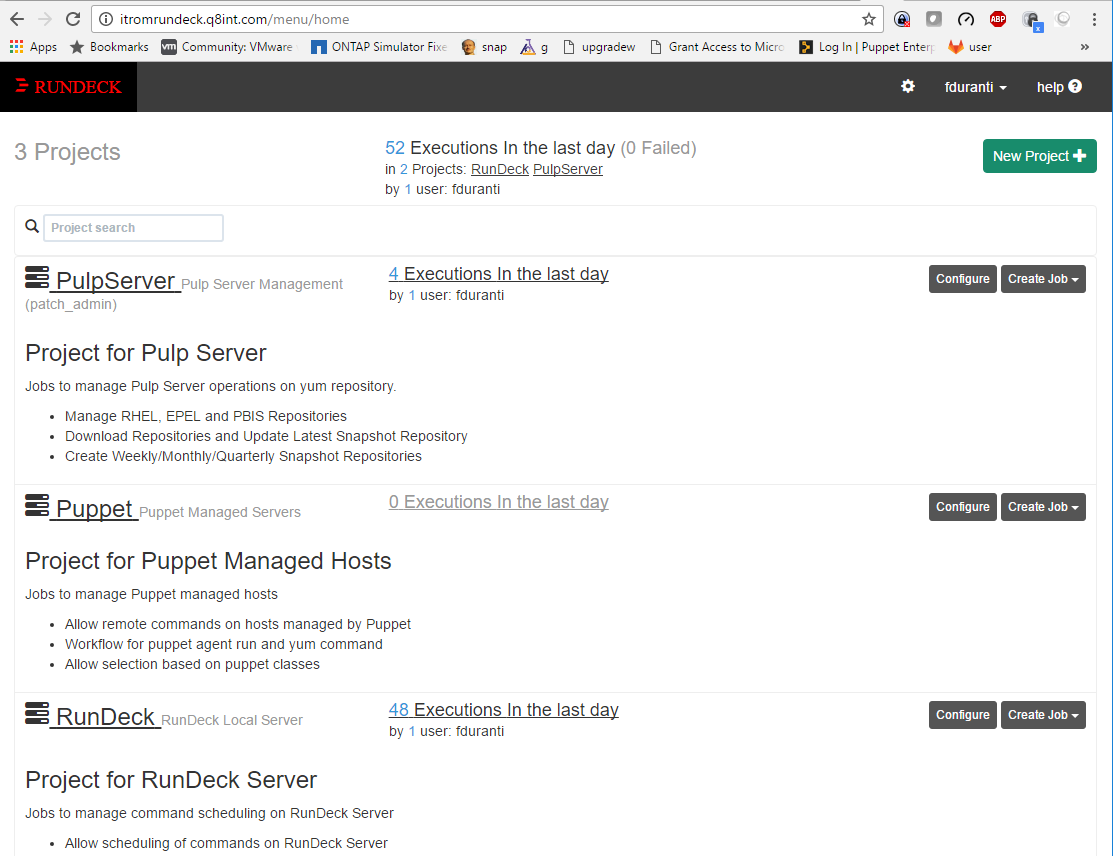 itromrundeck.q8int.com/menu/home
ABP
x
Apps Bookmarks vm Community: VMware ONTAP Simulator Fixe snap g upgradew Grant Access to Micro Log In | Puppet Enterp user »
RUNDECK fduranti help ?
3 Projects
52 Executions In the last day (0 Failed)
in 2 Projects: RunDeck PulpServer
by 1 user: fduranti
New Project
Project search
PulpServer Pulp Server Management
(patch_admin)
4 Executions In the last day
by 1 user: fduranti
Configure Create Job
Project for Pulp Server
Jobs to manage Pulp Server operations on yum repository.
• Manage RHEL, EPEL and PBIS Repositories
• Download Repositories and Update Latest Snapshot Repository
• Create Weekly/Monthly/Quarterly Snapshot Repositories
Puppet Puppet Managed Servers
0 Executions In the last day
Configure Create Job
Project for Puppet Managed Hosts
Jobs to manage Puppet managed hosts
• Allow remote commands on hosts managed by Puppet
• Workflow for puppet agent run and yum command
• Allow selection based on puppet classes
RunDeck RunDeck Local Server
48 Executions In the last day
by 1 user: fduranti
Configure Create Job
Project for RunDeck Server
Jobs to manage command scheduling on RunDeck Server
• Allow scheduling of commands on RunDeck Server